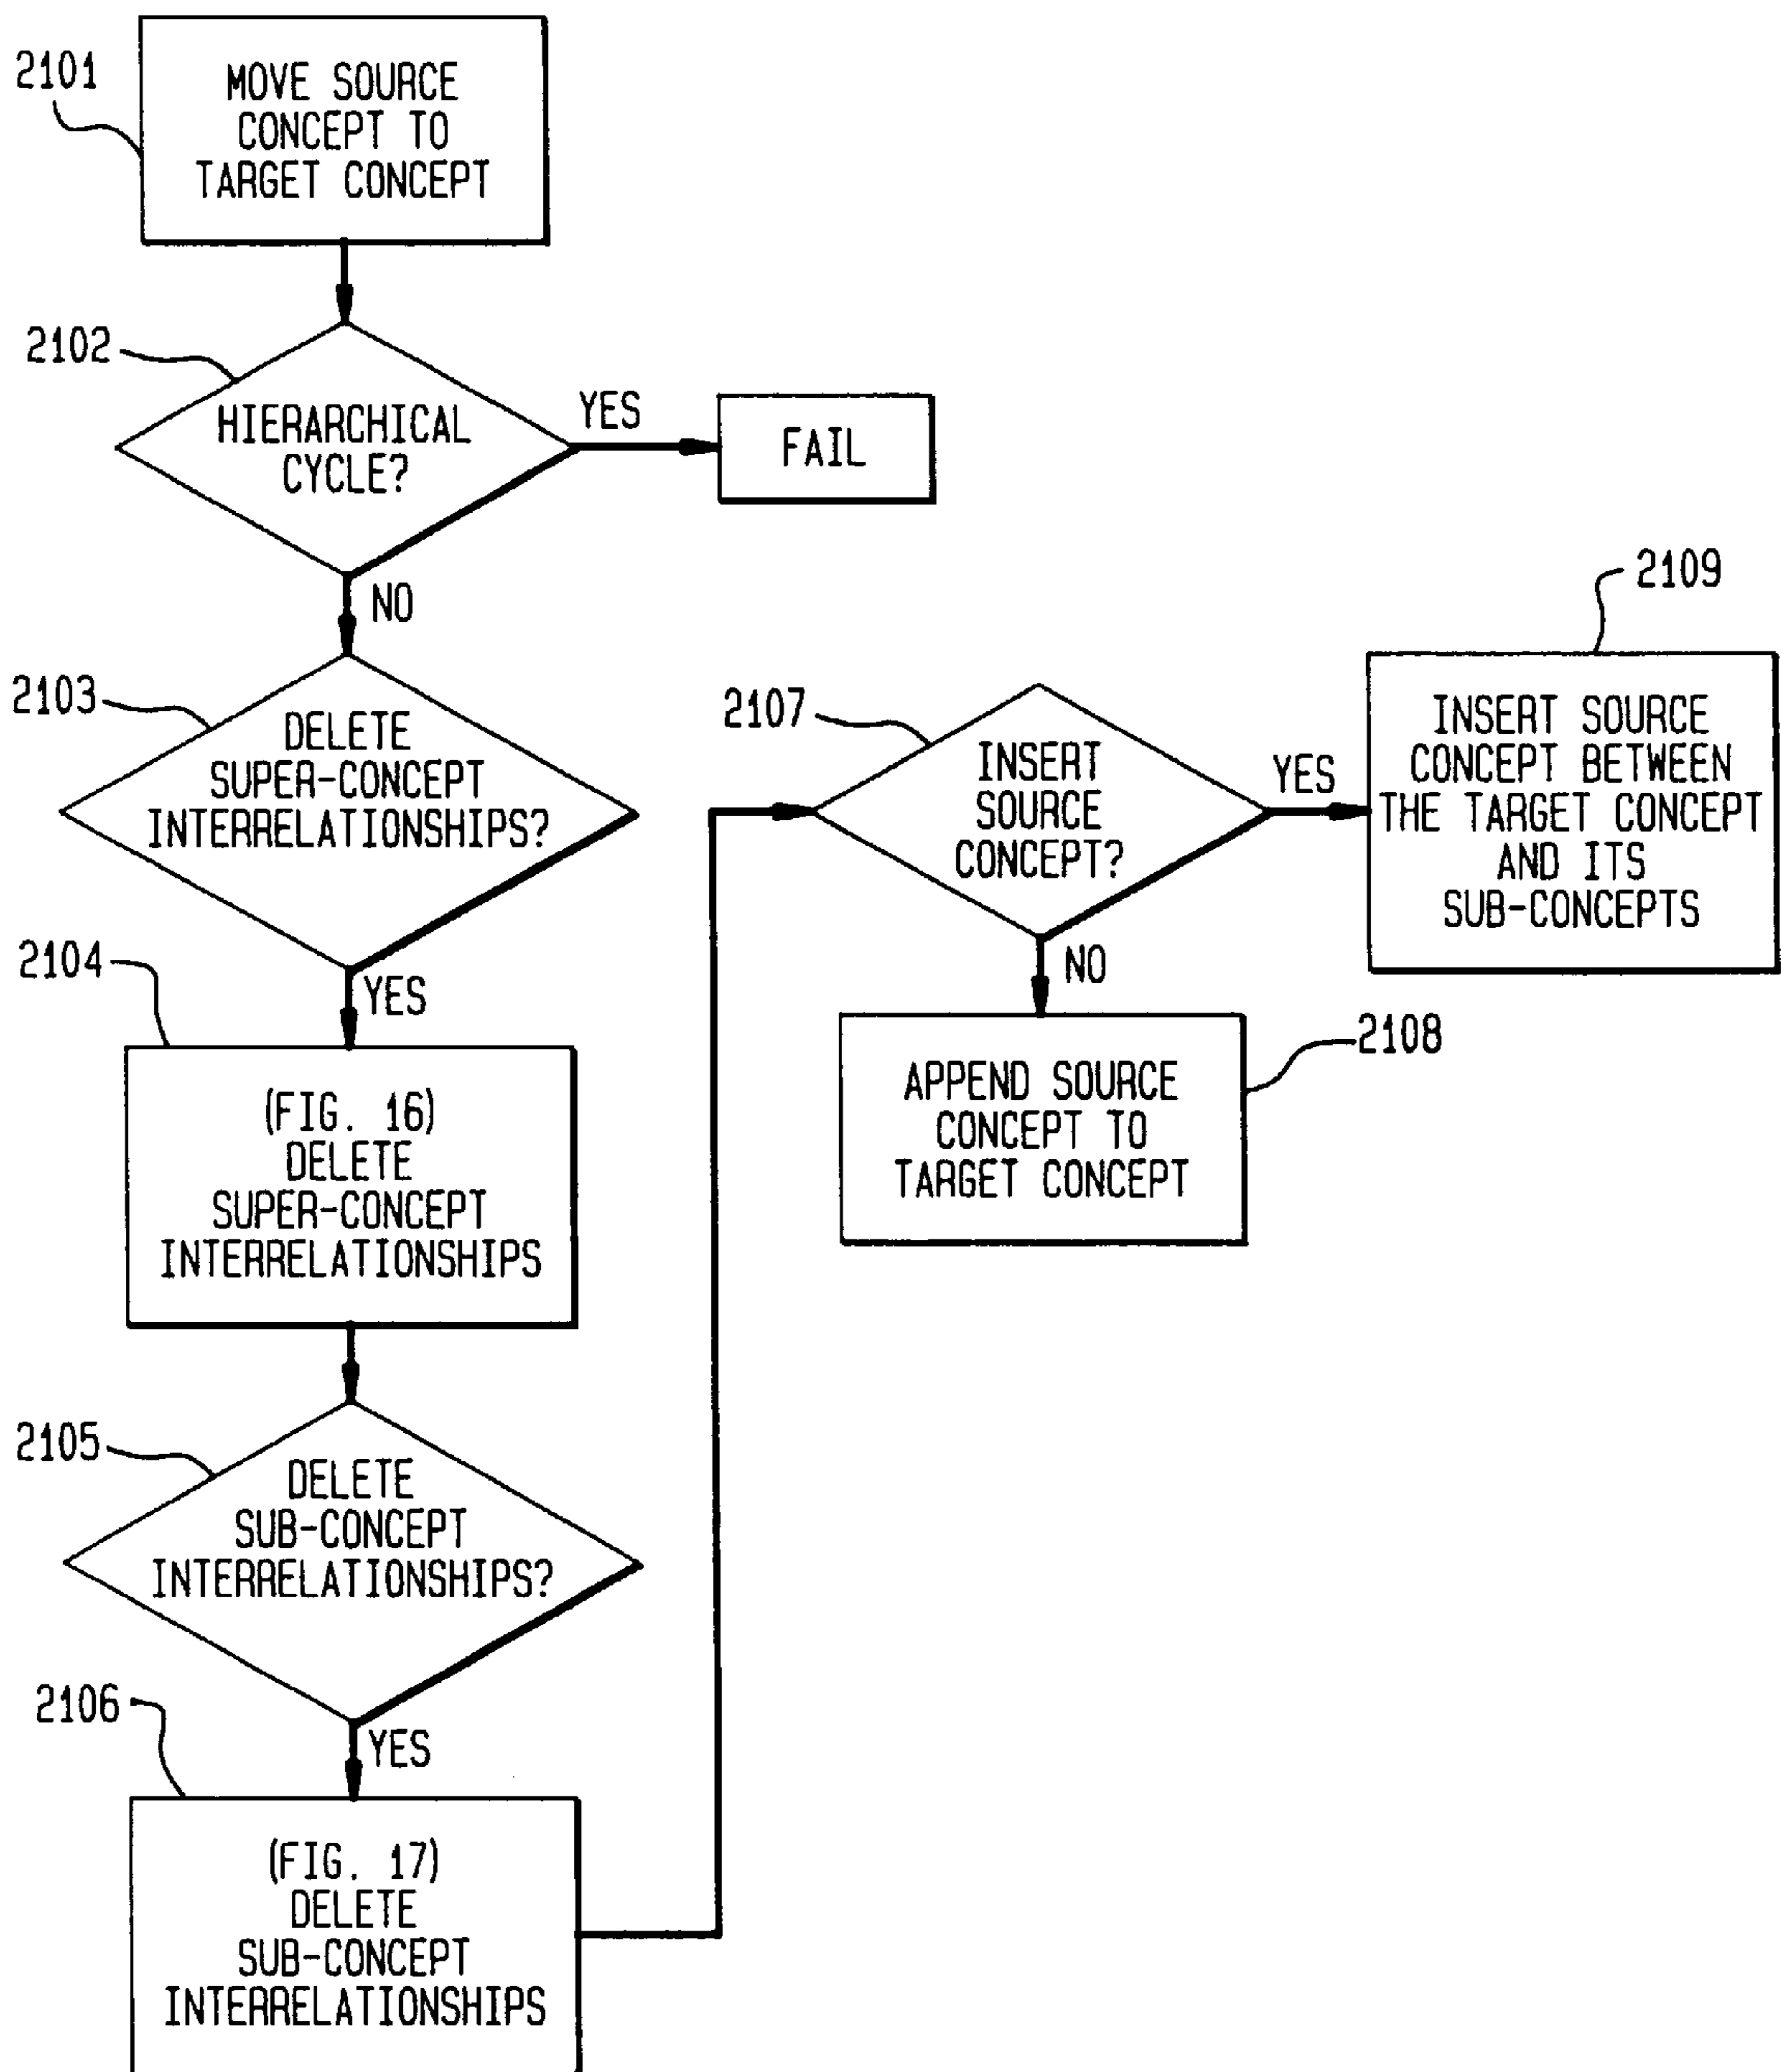 2101
MOVE SOURCE
CONCEPT TO
TARGET CONCEPT
2102
HIERARCHICAL
CYCLE?
YES
FAIL
NO
2103
DELETE
SUPER-CONCEPT
INTERRELATIONSHIPS?
YES
2104
(FIG. 16)
DELETE
SUPER-CONCEPT
INTERRELATIONSHIPS
2105
DELETE
SUB-CONCEPT
INTERRELATIONSHIPS?
YES
2106
(FIG. 17)
DELETE
SUB-CONCEPT
INTERRELATIONSHIPS
2107
INSERT
SOURCE
CONCEPT?
YES
2109
INSERT SOURCE
CONCEPT BETWEEN
THE TARGET CONCEPT
AND ITS
SUB-CONCEPTS
NO
2108
APPEND SOURCE
CONCEPT TO
TARGET CONCEPT